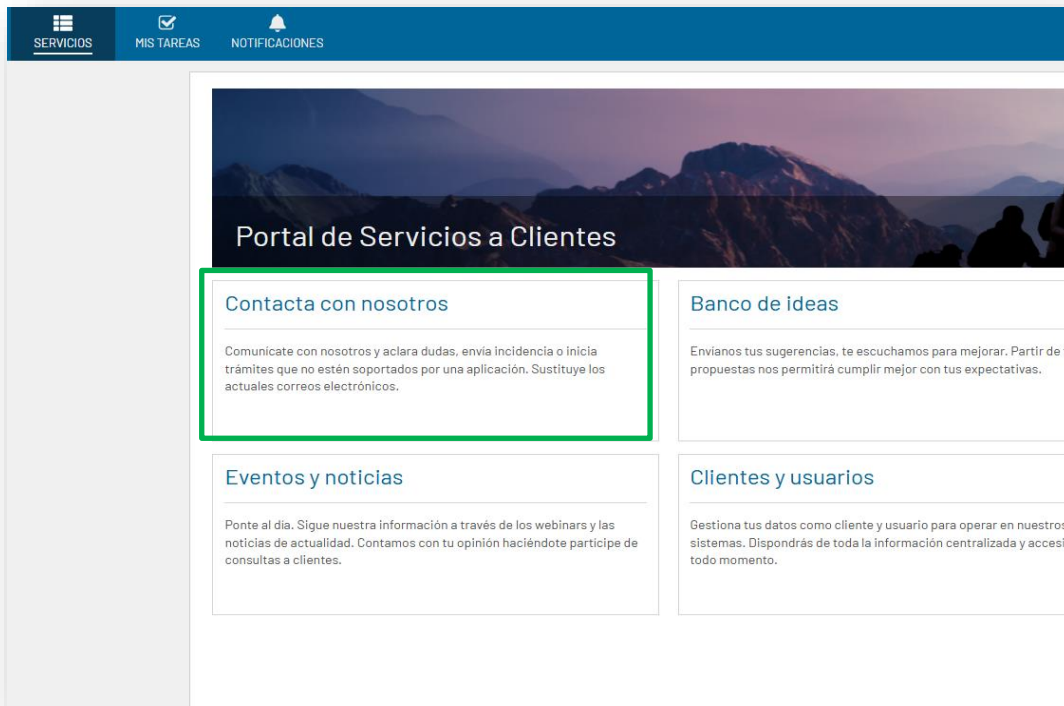 SERVICIOS
MIS TAREAS
NOTIFICACIONES
Portal de Servicios a Clientes
Contacta con nosotros
Comunícate con nosotros y aclara dudas, envía incidencia o inicia
trámites que no estén soportados por una aplicación. Sustituye los
actuales correos electrónicos.
Banco de ideas
Envíanos tus sugerencias, te escuchamos para mejorar. Partir de
propuestas nos permitirá cumplir mejor con tus expectativas.
Eventos y noticias
Ponte al día. Sigue nuestra información a través de los webinars y las
noticias de actualidad. Contamos con tu opinión haciéndote partícipe de
consultas a clientes.
Clientes y usuarios
Gestiona tus datos como cliente y usuario para operar en nuestros
sistemas. Dispondrás de toda la información centralizada y accesi
todo momento.